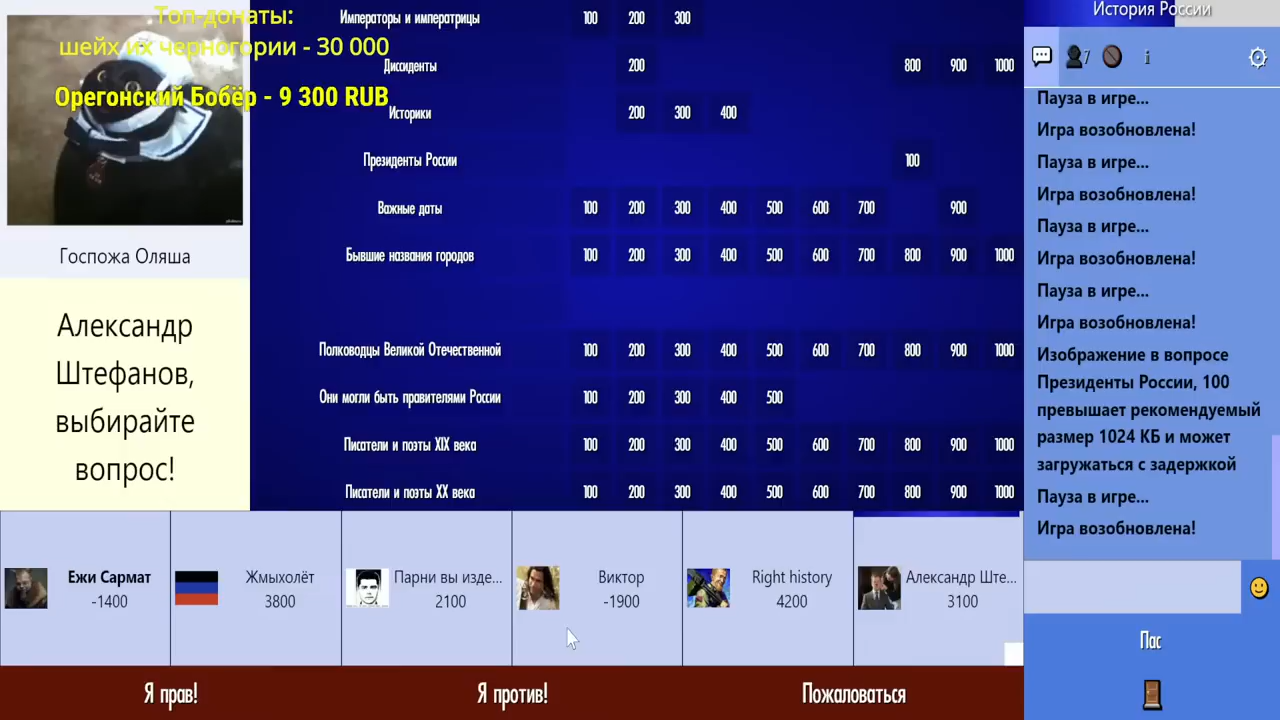 Топ-донаты:
шейх их черногории - 30 000
Орегонский Бобёр - 9 300 RUB
Госпожа Оляша
Александр
Штефанов,
выбирайте
вопрос!
Императоры и императрицы 100 200 300
Диссиденты 200 800 900 1000
Историки 200 300 400
Президенты России 100
Важные даты 100 200 300 400 500 600 700 900
Бывшие названия городов 100 200 300 400 500 600 700 800 900 1000
Полководцы Великой Отечественной 100 200 300 400 500 600 700 800 900 1000
Они могли быть правителями России 100 200 300 400 500
Писатели и поэты XIX века 100 200 300 400 500 600 700 800 900 1000
Писатели и поэты XX века 100 200 300 400 500 600 700 800 900 1000
История России
7 i
Пауза в игре...
Игра возобновлена!
Пауза в игре...
Игра возобновлена!
Пауза в игре...
Игра возобновлена!
Пауза в игре...
Игра возобновлена!
Изображение в вопросе
Президенты России, 100
превышает рекомендуемый
размер 1024 КБ и может
загружаться с задержкой
Пауза в игре...
Игра возобновлена!
Пас
Ежи Сармат
-1400
Жмыхолёт
3800
Парни вы изде...
2100
Виктор
-1900
Right history
4200
Александр Ште...
3100
Я прав! Я против! Пожаловаться